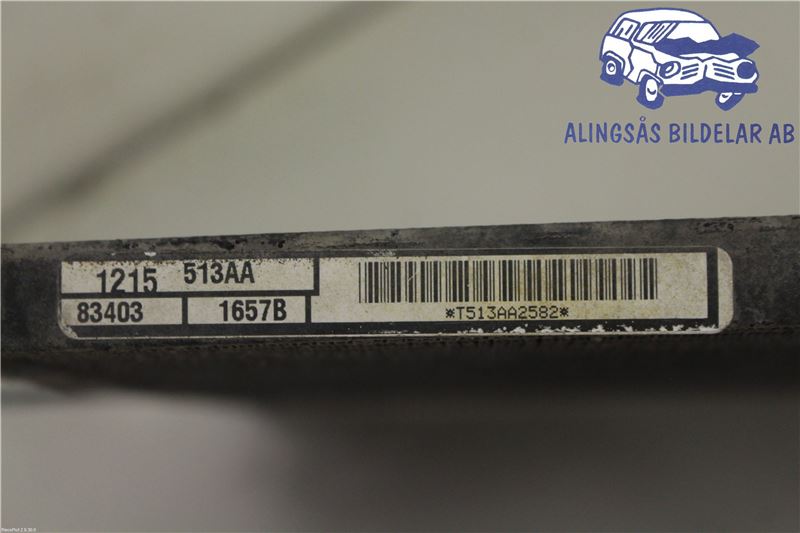 ALINGSÅS BILDELAR AB
1215 513AA
83403 1657B
*T513AA2582*